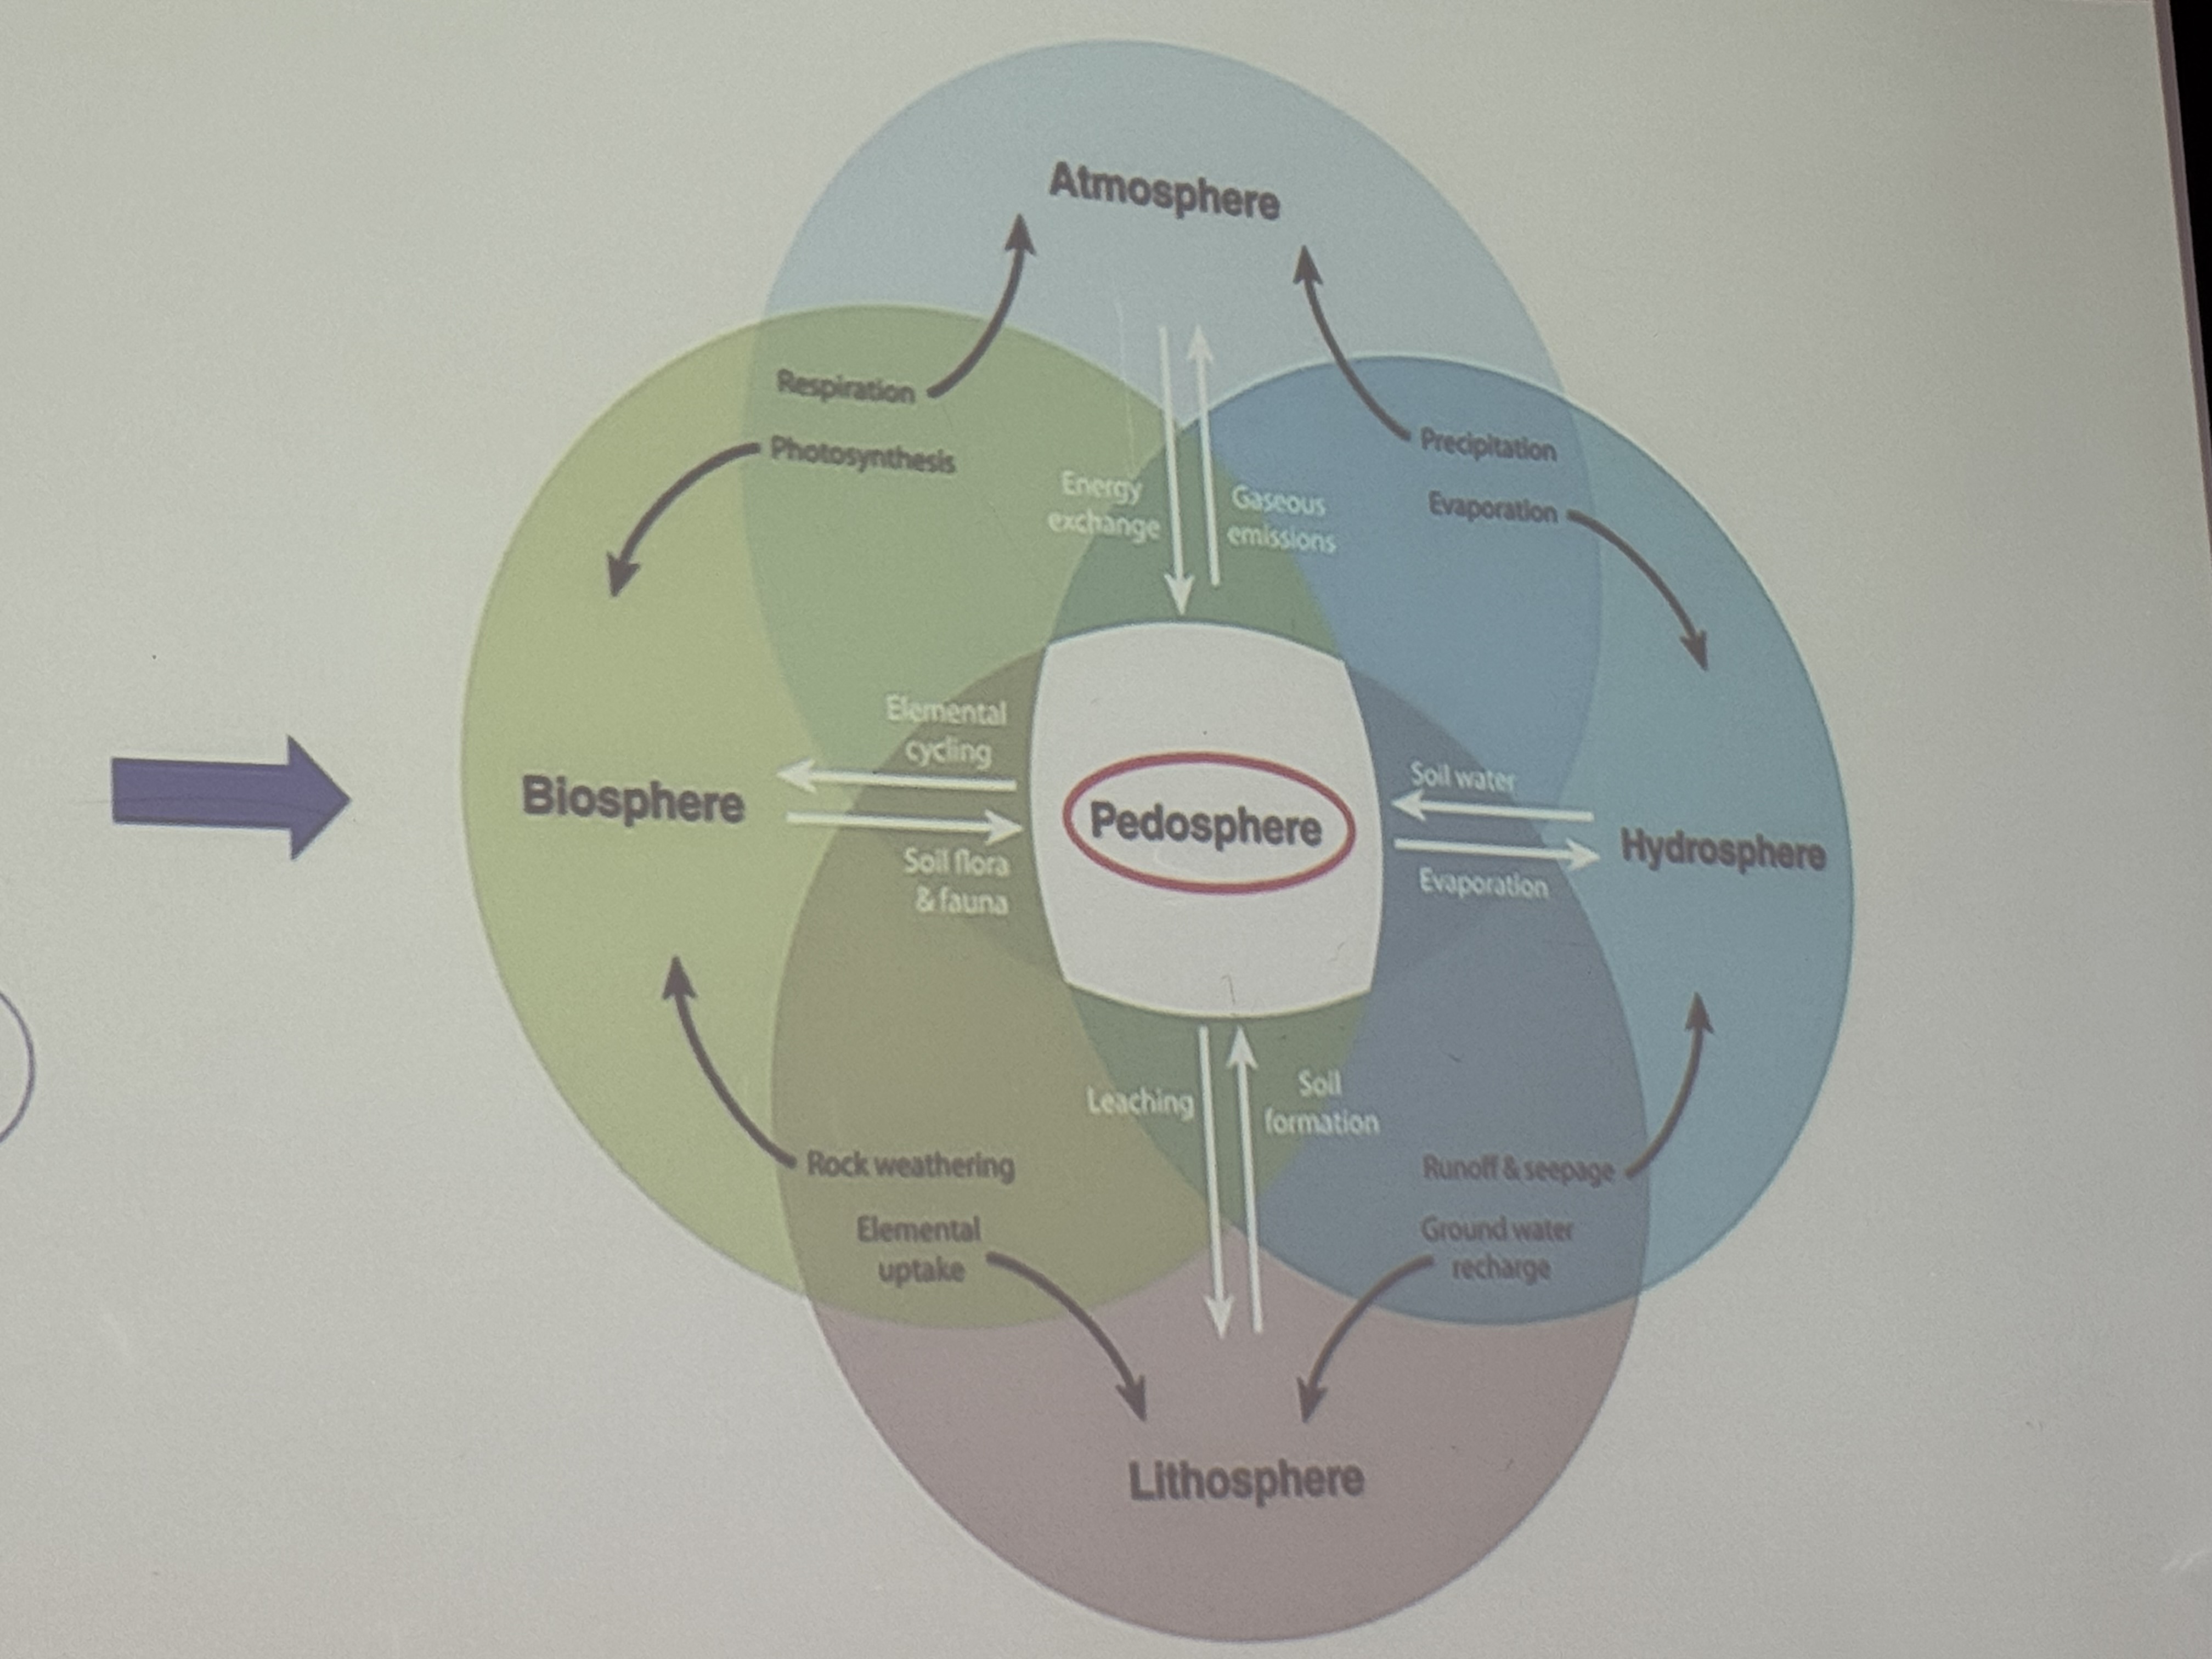 Atmosphere
Respiration
Photosynthesis
Precipitation
Evaporation
Energy
exchange
Gaseous
emissions
Elemental
cycling
Biosphere
Soil flora
& fauna
Pedosphere
Soil water
Evaporation
Hydrosphere
Leaching
Soil
formation
Rock weathering
Elemental
uptake
Runoff & seepage
Ground water
recharge
Lithosphere